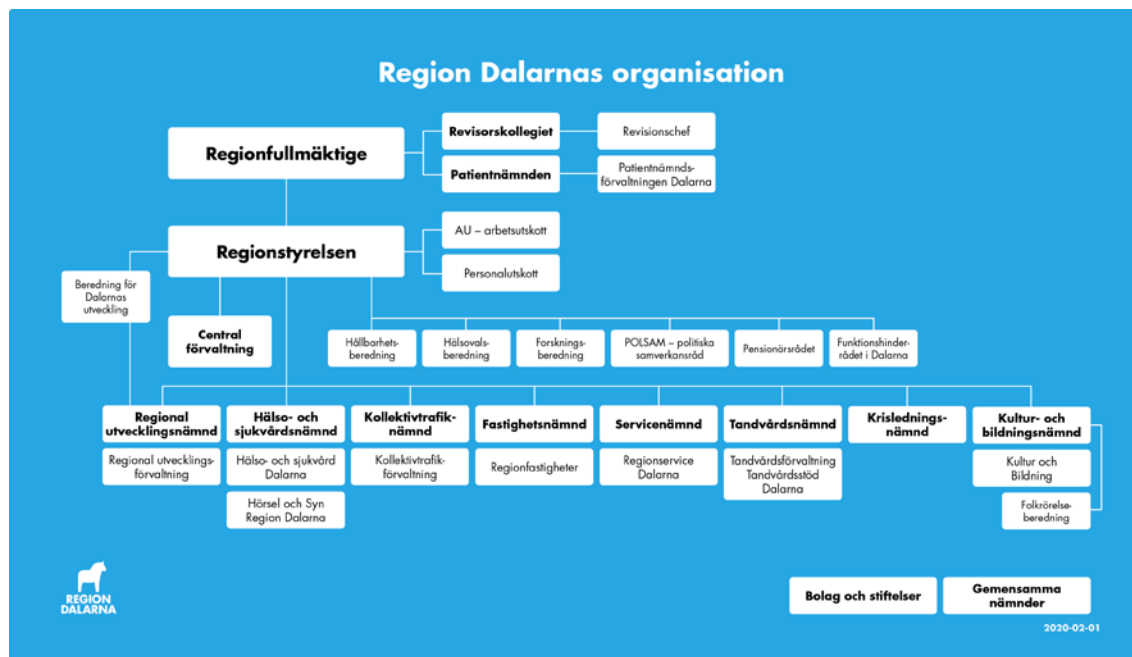 Region Dalarnas organisation
Regionfullmäktige
Revisorskollegiet
Revisionschef
Patientnämnden
Patientnämnds-
förvaltningen Dalarna
Regionstyrelsen
AU – arbetsutskott
Personalutskott
Beredning för
Dalarnas
utveckling
Central
förvaltning
Hållbarhets-
beredning
Hälsovals-
beredning
Forsknings-
beredning
POLSAM – politiska
samverkansråd
Pensionärsrådet
Funktionshinder-
rådet i Dalarna
Regional
utvecklingsnämnd
Hälso- och
sjukvårdsnämnd
Kollektivtrafik-
nämnd
Fastighetsnämnd
Servicenämnd
Tandvårdsnämnd
Krislednings-
nämnd
Kultur- och
bildningsnämnd
Regional utvecklings-
förvaltning
Hälso- och sjukvård
Dalarna
Kollektivtrafik-
förvaltning
Regionfastigheter
Regionservice
Dalarna
Tandvårdsförvaltning
Tandvårdsstöd
Dalarna
Kultur och
Bildning
Hörsel och Syn
Region Dalarna
Folkrörelse-
beredning
REGION
DALARNA
Bolag och stiftelser
Gemensamma
nämnder
2020-02-01